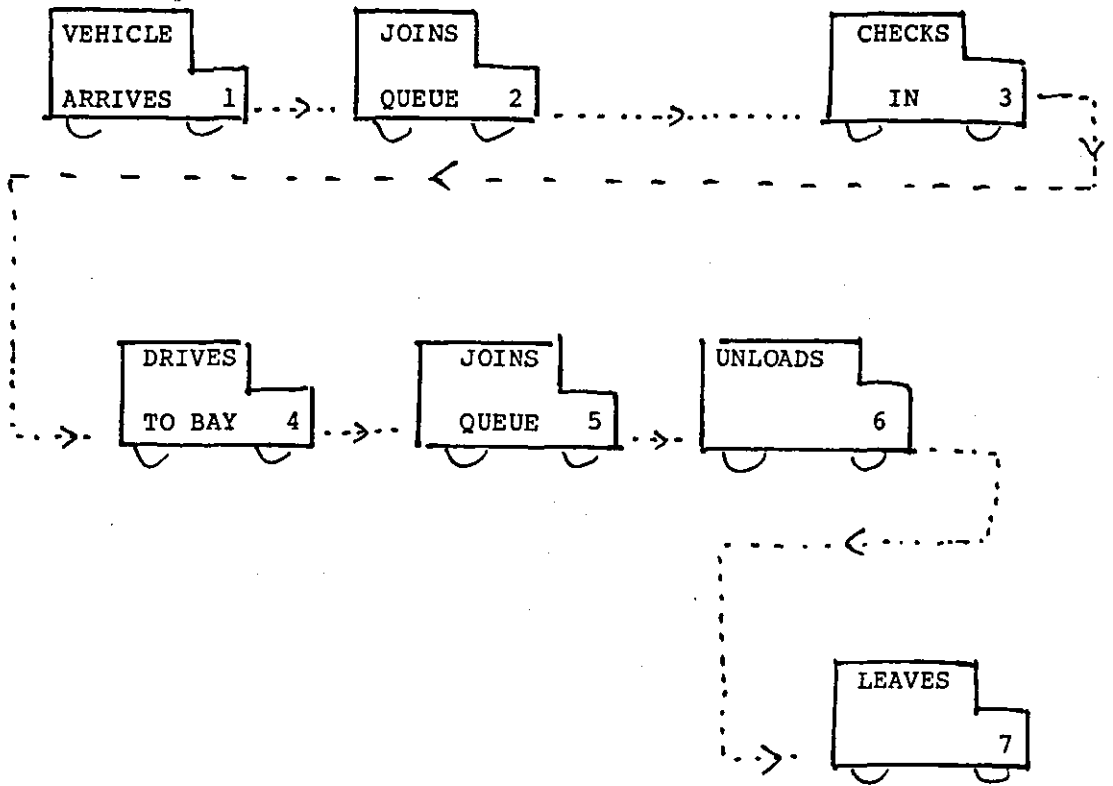 VEHICLE
ARRIVES 1
JOINS
QUEUE 2
CHECKS
IN 3
DRIVES
TO BAY 4
JOINS
QUEUE 5
UNLOADS
6
LEAVES
7